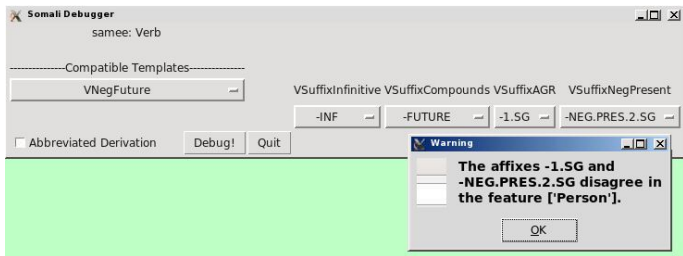 Somali Debugger
samee: Verb
---------------Compatible Templates---------------
VNegFuture
VSuffixInfinitive VSuffixCompounds VSuffixAGR VSuffixNegPresent
-INF -FUTURE -1.SG -NEG.PRES.2.SG
Abbreviated Derivation Debug! Quit
Warning
The affixes -1.SG and
-NEG.PRES.2.SG disagree in
the feature ['Person'].
OK